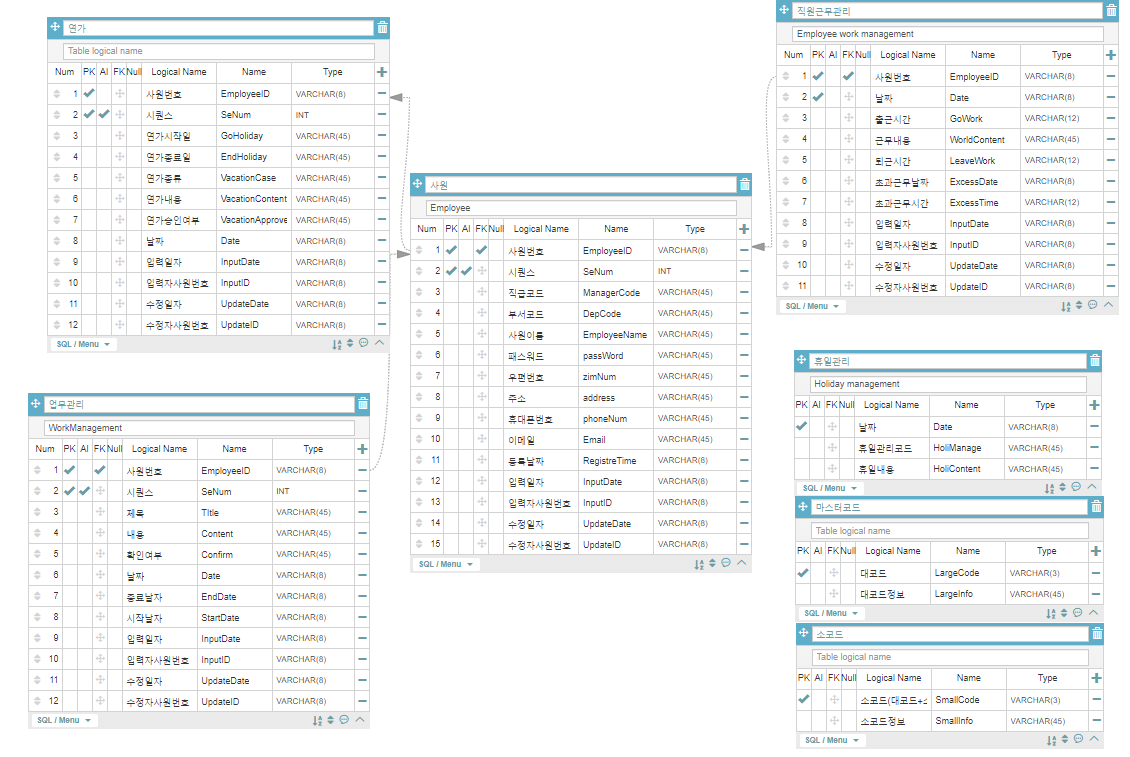 연가
Table logical name
Num PK AI FK Null Logical Name Name Type
1 사원번호 EmployeeID VARCHAR(8)
2 시퀀스 SeNum INT
3 연가시작일 GoHoliday VARCHAR(45)
4 연가종료일 EndHoliday VARCHAR(45)
5 연가종류 VacationCase VARCHAR(45)
6 연가내용 VacationContent VARCHAR(45)
7 연가승인여부 VacationApprove VARCHAR(45)
8 날짜 Date VARCHAR(8)
9 입력일자 InputDate VARCHAR(8)
10 입력자사원번호 InputID VARCHAR(8)
11 수정일자 UpdateDate VARCHAR(8)
12 수정자사원번호 UpdateID VARCHAR(8)
SQL / Menu
업무관리
WorkManagement
Num PK AI FK Null Logical Name Name Type
1 사원번호 EmployeeID VARCHAR(8)
2 시퀀스 SeNum INT
3 제목 TItle VARCHAR(45)
4 내용 Content VARCHAR(45)
5 확인여부 Confirm VARCHAR(45)
6 날짜 Date VARCHAR(8)
7 종료날자 EndDate VARCHAR(8)
8 시작날자 StartDate VARCHAR(8)
9 입력일자 InputDate VARCHAR(8)
10 입력자사원번호 InputID VARCHAR(8)
11 수정일자 UpdateDate VARCHAR(8)
12 수정자사원번호 UpdateID VARCHAR(8)
SQL / Menu
사원
Employee
Num PK AI FK Null Logical Name Name Type
1 사원번호 EmployeeID VARCHAR(8)
2 시퀀스 SeNum INT
3 직급코드 ManagerCode VARCHAR(45)
4 부서코드 DepCode VARCHAR(45)
5 사원이름 EmployeeName VARCHAR(45)
6 패스워드 passWord VARCHAR(45)
7 우편번호 zimNum VARCHAR(45)
8 주소 address VARCHAR(45)
9 휴대폰번호 phoneNum VARCHAR(45)
10 이메일 Email VARCHAR(45)
11 등록날짜 RegistreTime VARCHAR(8)
12 입력일자 InputDate VARCHAR(8)
13 입력자사원번호 InputID VARCHAR(8)
14 수정일자 UpdateDate VARCHAR(8)
15 수정자사원번호 UpdateID VARCHAR(8)
SQL / Menu
직원근무관리
Employee work management
Num PK AI FK Null Logical Name Name Type
1 사원번호 EmployeeID VARCHAR(8)
2 날짜 Date VARCHAR(8)
3 출근시간 GoWork VARCHAR(12)
4 근무내용 WorldContent VARCHAR(45)
5 퇴근시간 LeaveWork VARCHAR(12)
6 초과근무날짜 ExcessDate VARCHAR(8)
7 초과근무시간 ExcessTime VARCHAR(12)
8 입력일자 InputDate VARCHAR(8)
9 입력자사원번호 InputID VARCHAR(8)
10 수정일자 UpdateDate VARCHAR(8)
11 수정자사원번호 UpdateID VARCHAR(8)
SQL / Menu
휴일관리
Holiday management
PK AI FK Null Logical Name Name Type
날짜 Date VARCHAR(8)
휴일관리코드 HoliManage VARCHAR(45)
휴일내용 HoliContent VARCHAR(45)
SQL / Menu
마스터코드
Table logical name
PK AI FK Null Logical Name Name Type
대코드 LargeCode VARCHAR(3)
대코드정보 LargeInfo VARCHAR(45)
SQL / Menu
소코드
Table logical name
PK AI FK Null Logical Name Name Type
소코드(대코드+ SmallCode VARCHAR(3)
소코드정보 SmallInfo VARCHAR(45)
SQL / Menu